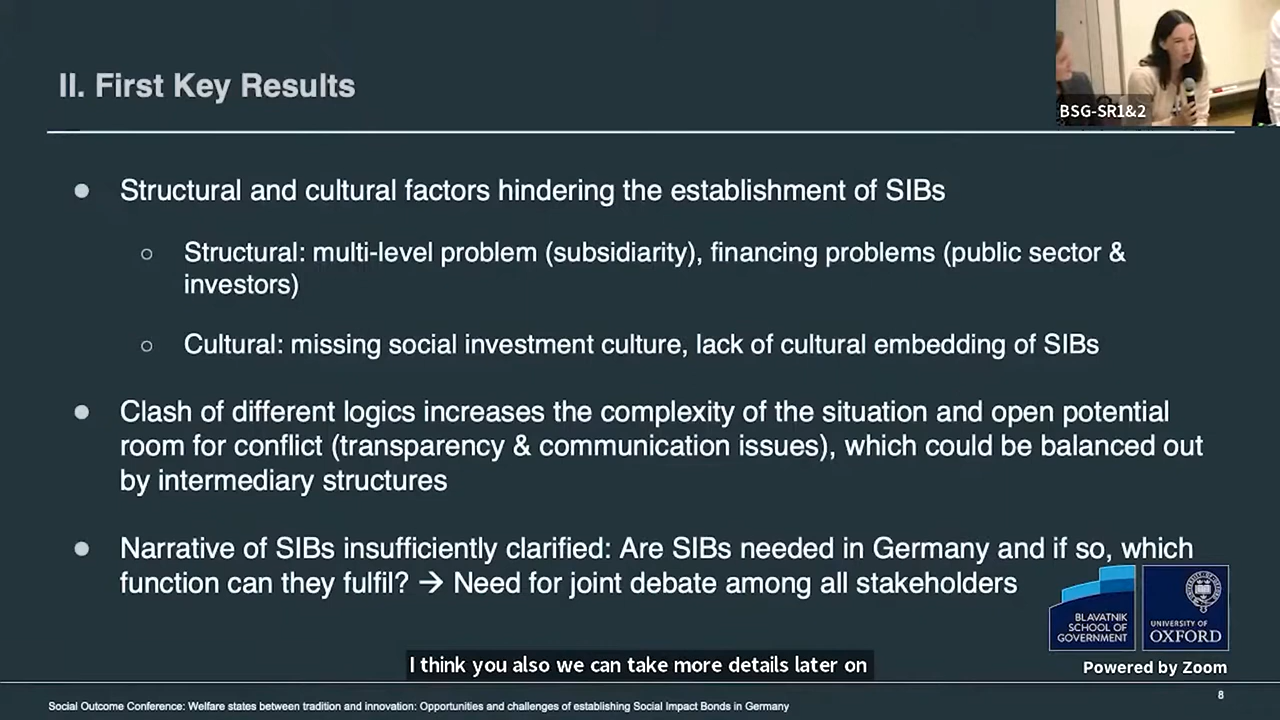 II. First Key Results
BSG-SR1&2
● Structural and cultural factors hindering the establishment of SIBs
○ Structural: multi-level problem (subsidiarity), financing problems (public sector &
investors)
○ Cultural: missing social investment culture, lack of cultural embedding of SIBs
● Clash of different logics increases the complexity of the situation and open potential
room for conflict (transparency & communication issues), which could be balanced out
by intermediary structures
● Narrative of SIBs insufficiently clarified: Are SIBs needed in Germany and if so, which
function can they fulfil? → Need for joint debate among all stakeholders
BLAVATNIK
SCHOOL OF
GOVERNMENT
UNIVERSITY OF
OXFORD
I think you also we can take more details later on
Powered by Zoom
8
Social Outcome Conference: Welfare states between tradition and innovation: Opportunities and challenges of establishing Social Impact Bonds in Germany